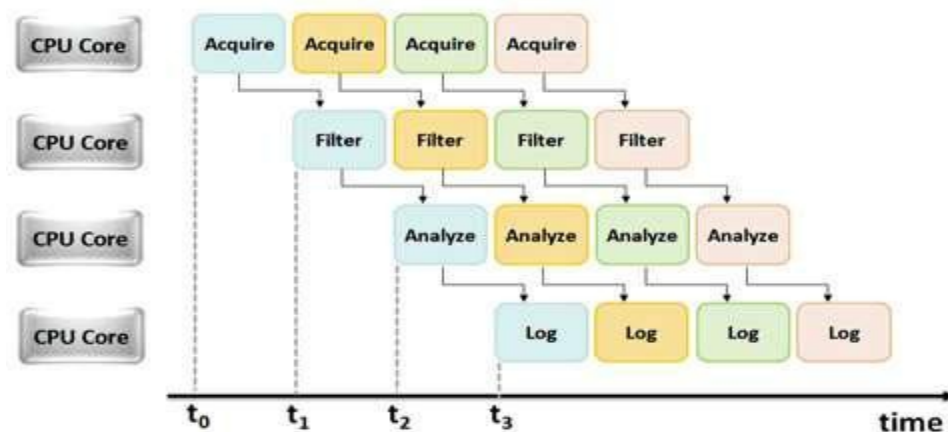 CPU Core Acquire Acquire Acquire Acquire
CPU Core Filter Filter Filter Filter
CPU Core Analyze Analyze Analyze Analyze
CPU Core Log Log Log Log
t0 t1 t2 t3 time